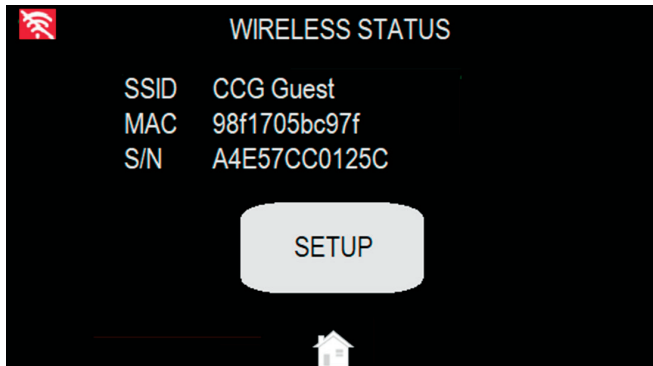 WIRELESS STATUS
SSID CCG Guest
MAC 98f1705bc97f
S/N A4E57CC0125C
SETUP